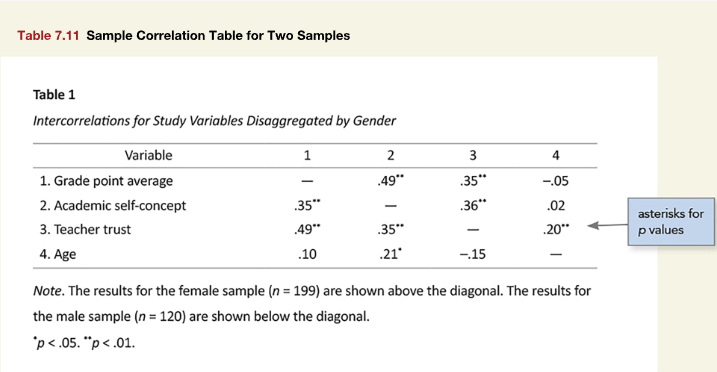 Table 7.11 Sample Correlation Table for Two Samples
Table 1
Intercorrelations for Study Variables Disaggregated by Gender
Variable 1 2 3 4
1. Grade point average — .49** .35** –.05
2. Academic self-concept .35** — .36** .02
3. Teacher trust .49** .35** — .20**
4. Age .10 .21* –.15 —
asterisks for
p values
Note. The results for the female sample (n = 199) are shown above the diagonal. The results for
the male sample (n = 120) are shown below the diagonal.
*p < .05. **p < .01.